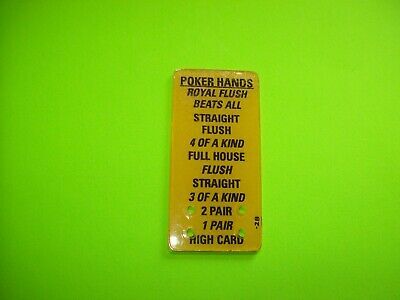 POKER HANDS
ROYAL FLUSH
BEATS ALL
STRAIGHT
FLUSH
4 OF A KIND
FULL HOUSE
FLUSH
STRAIGHT
3 OF A KIND
2 PAIR
1 PAIR
HIGH CARD
-28